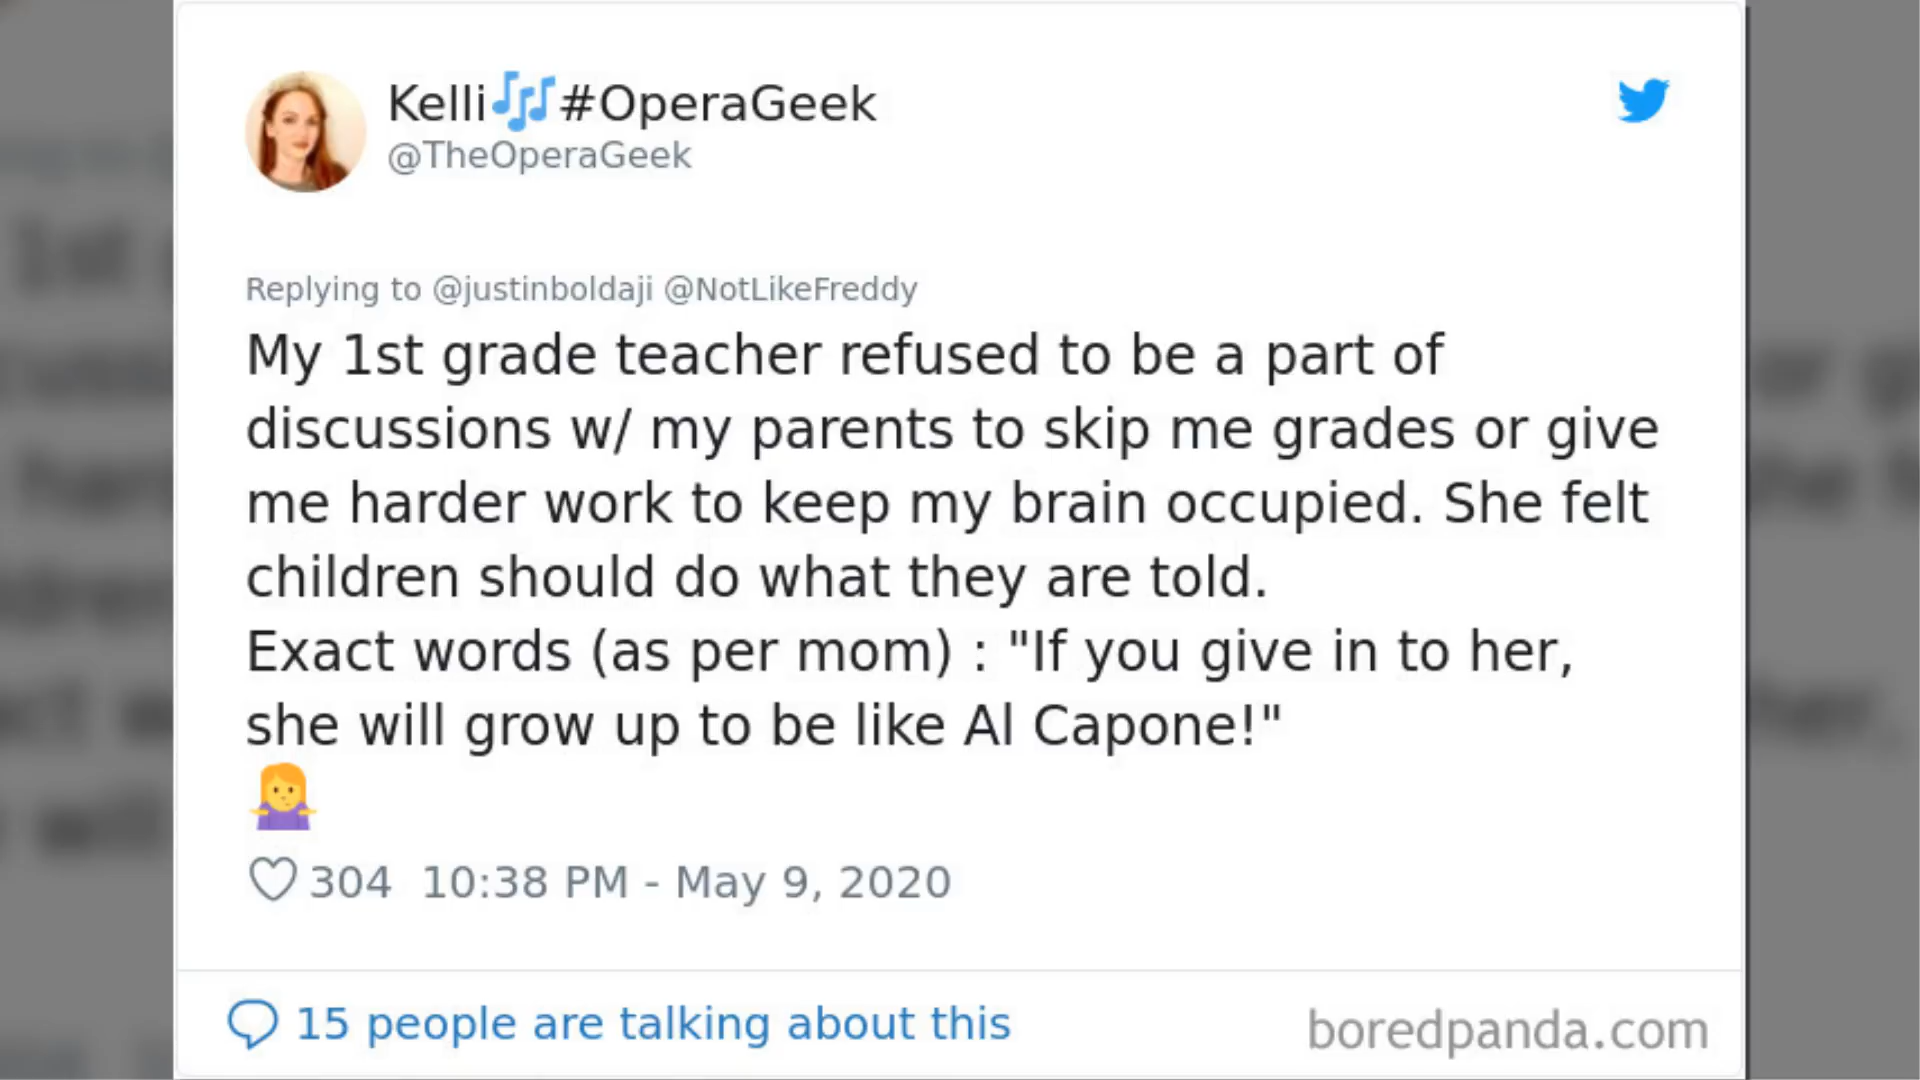 Kelli🎶#OperaGeek
@TheOperaGeek
Replying to @justinboldaji @NotLikeFreddy
My 1st grade teacher refused to be a part of
discussions w/ my parents to skip me grades or give
me harder work to keep my brain occupied. She felt
children should do what they are told.
Exact words (as per mom) : "If you give in to her,
she will grow up to be like Al Capone!"
🤷‍♀️
304 10:38 PM - May 9, 2020
15 people are talking about this
boredpanda.com